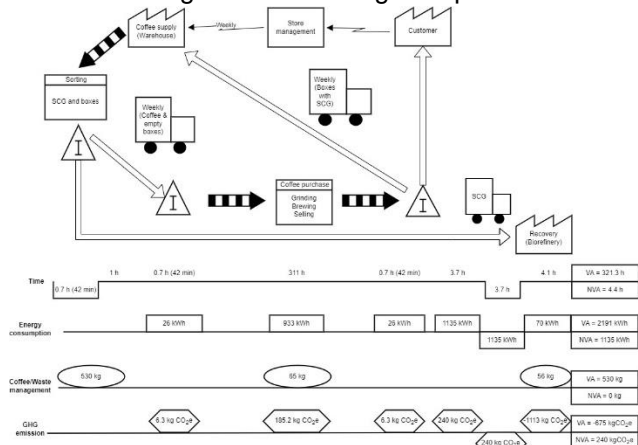 Coffee supply
(Warehouse)
Weekly
Store
management
Customer
Sorting
SCG and boxes
Weekly
(Coffee &
empty
boxes)
Weekly
(Boxes
with
SCG)
I
I
Coffee purchase
Grinding
Brewing
Selling
I
SCG
Recovery
(Biorefinery)
Time
0.7 h (42 min)
1 h
0.7 h (42 min)
311 h
0.7 h (42 min)
3.7 h
3.7 h
4.1 h
VA = 321.3 h
NVA = 4.4 h
Energy
consumption
26 kWh
933 kWh
26 kWh
1135 kWh
1135 kWh
70 kWh
VA = 2191 kWh
NVA = 1135 kWh
Coffee/Waste
management
530 kg
65 kg
56 kg
VA = 530 kg
NVA = 0 kg
GHG
emission
6.3 kg CO2e
185.2 kg CO2e
6.3 kg CO2e
240 kg CO2e
240 kg CO2e
-1113 kg CO2e
VA = -675 kgCO2e
NVA = 240 kgCO2e